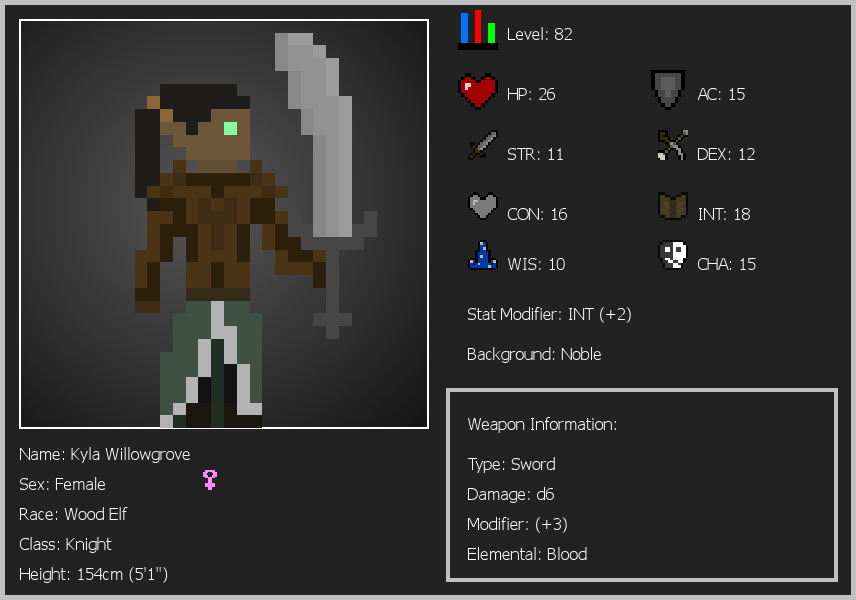 Level: 82
HP: 26
AC: 15
STR: 11
DEX: 12
CON: 16
INT: 18
WIS: 10
CHA: 15
Stat Modifier: INT (+2)
Background: Noble
Weapon Information:
Type: Sword
Damage: d6
Modifier: (+3)
Elemental: Blood
Name: Kyla Willowgrove
Sex: Female
Race: Wood Elf
Class: Knight
Height: 154cm (5'1")